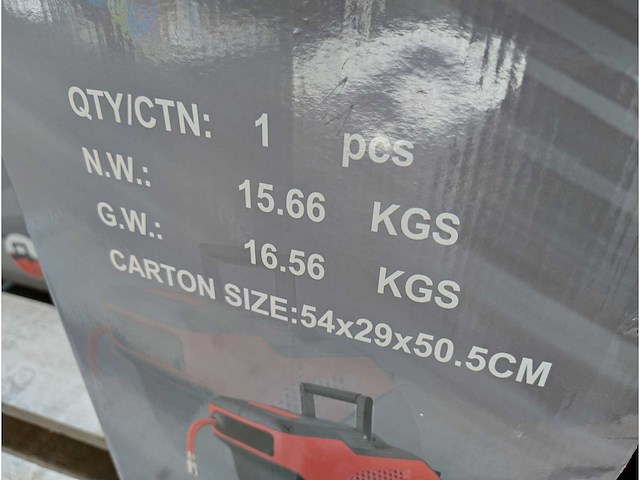 QTY/CTN: 1 pcs
N.W.: 15.66 KGS
G.W.: 16.56 KGS
CARTON SIZE:54x29x50.5CM